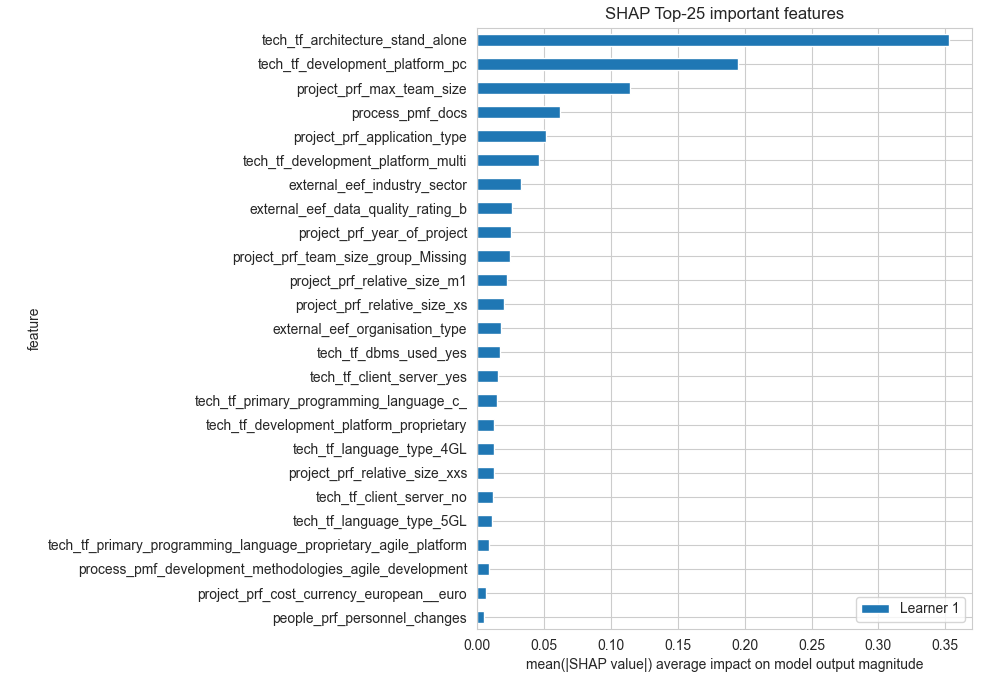 SHAP Top-25 important features
tech_tf_architecture_stand_alone
tech_tf_development_platform_pc
project_prf_max_team_size
process_pmf_docs
project_prf_application_type
tech_tf_development_platform_multi
external_eef_industry_sector
external_eef_data_quality_rating_b
project_prf_year_of_project
project_prf_team_size_group_Missing
project_prf_relative_size_m1
project_prf_relative_size_xs
external_eef_organisation_type
tech_tf_dbms_used_yes
tech_tf_client_server_yes
tech_tf_primary_programming_language_c_
tech_tf_development_platform_proprietary
tech_tf_language_type_4GL
project_prf_relative_size_xxs
tech_tf_client_server_no
tech_tf_language_type_5GL
tech_tf_primary_programming_language_proprietary_agile_platform
process_pmf_development_methodologies_agile_development
project_prf_cost_currency_european__euro
people_prf_personnel_changes
feature
Learner 1
0.00 0.05 0.10 0.15 0.20 0.25 0.30 0.35
mean(|SHAP value|) average impact on model output magnitude